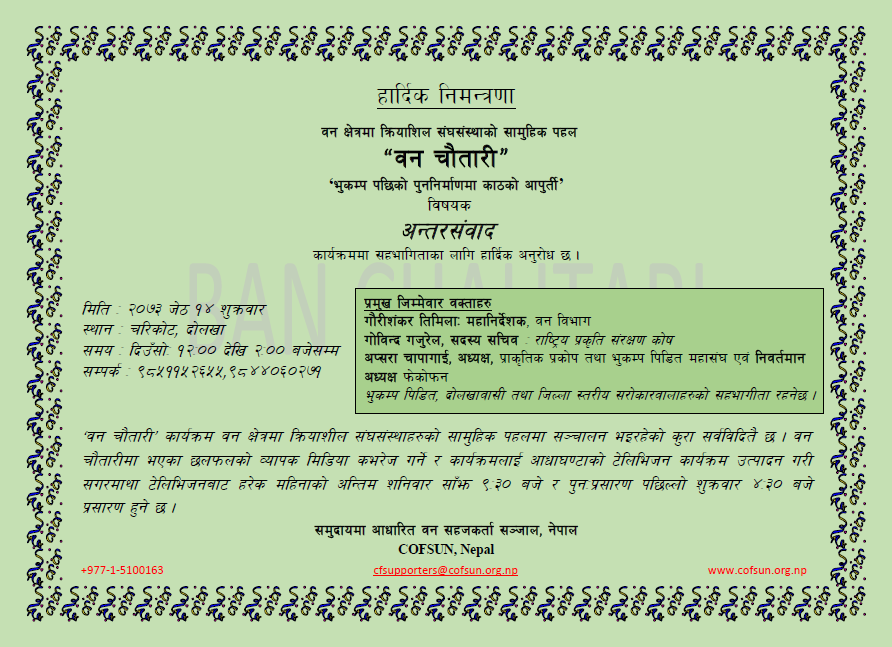 हार्दिक निमन्त्रणा
वन क्षेत्रमा क्रियाशिल संघसंस्थाको सामुहिक पहल
“वन चौतारी”
‘भुकम्प पछिको पुननिर्माणमा काठको आपुर्ती’
विषयक
अन्तरसंवाद
कार्यक्रममा सहभागिताका लागि हार्दिक अनुरोध छ ।
BAN CHAUTARI
मिति : २०७३ जेठ १४ शुक्रवार
स्थान : चरिकोट, दोलखा
समय : दिउँसो: १२:०० देखि २:०० बजेसम्म
सम्पर्क : ९८५११५२६५५,९८४४०६०२७१
प्रमुख जिम्मेवार वक्ताहरु
गौरीशंकर तिमिला: महानिर्देशक, वन विभाग
गोविन्द गजुरेल, सदस्य सचिव : राष्ट्रिय प्रकृति संरक्षण कोष
अप्सरा चापागाई, अध्यक्ष, प्राकृतिक प्रकोप तथा भुकम्प पिडित महासंघ एवं निवर्तमान
अध्यक्ष फेकोफन
भुकम्प पिडित, दोलखावासी तथा जिल्ला स्तरीय सरोकारवालाहरुको सहभागीता रहनेछ ।
‘वन चौतारी’ कार्यक्रम वन क्षेत्रमा क्रियाशील संघसंस्थाहरुको सामुहिक पहलमा सञ्चालन भइरहेको कुरा सर्वविदितै छ । वन
चौतारीमा भएका छलफलको व्यापक मिडिया कभरेज गर्ने र कार्यक्रमलाई आधाघण्टाको टेलिभिजन कार्यक्रम उत्पादन गरी
सगरमाथा टेलिभिजनबाट हरेक महिनाको अन्तिम शनिवार साँझ ९:३० बजे र पुन:प्रसारण पछिल्लो शुक्रवार ४:३० बजे
प्रसारण हुने छ ।
समुदायमा आधारित वन सहजकर्ता सञ्जाल, नेपाल
COFSUN, Nepal
+977-1-5100163 cfsupporters@cofsun.org.np www.cofsun.org.np